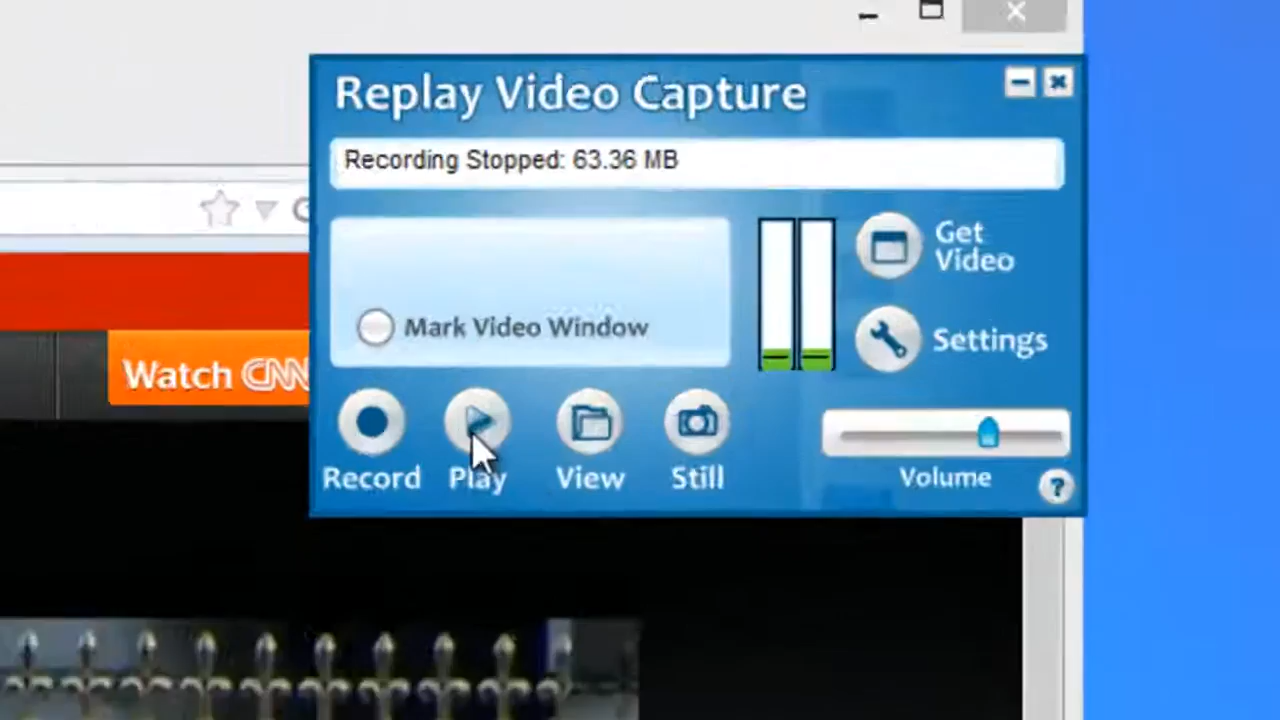 Replay Video Capture
Recording Stopped: 63.36 MB
Get
Video
Mark Video Window
Settings
Watch CNN
Record
Play
View
Still
Volume
?